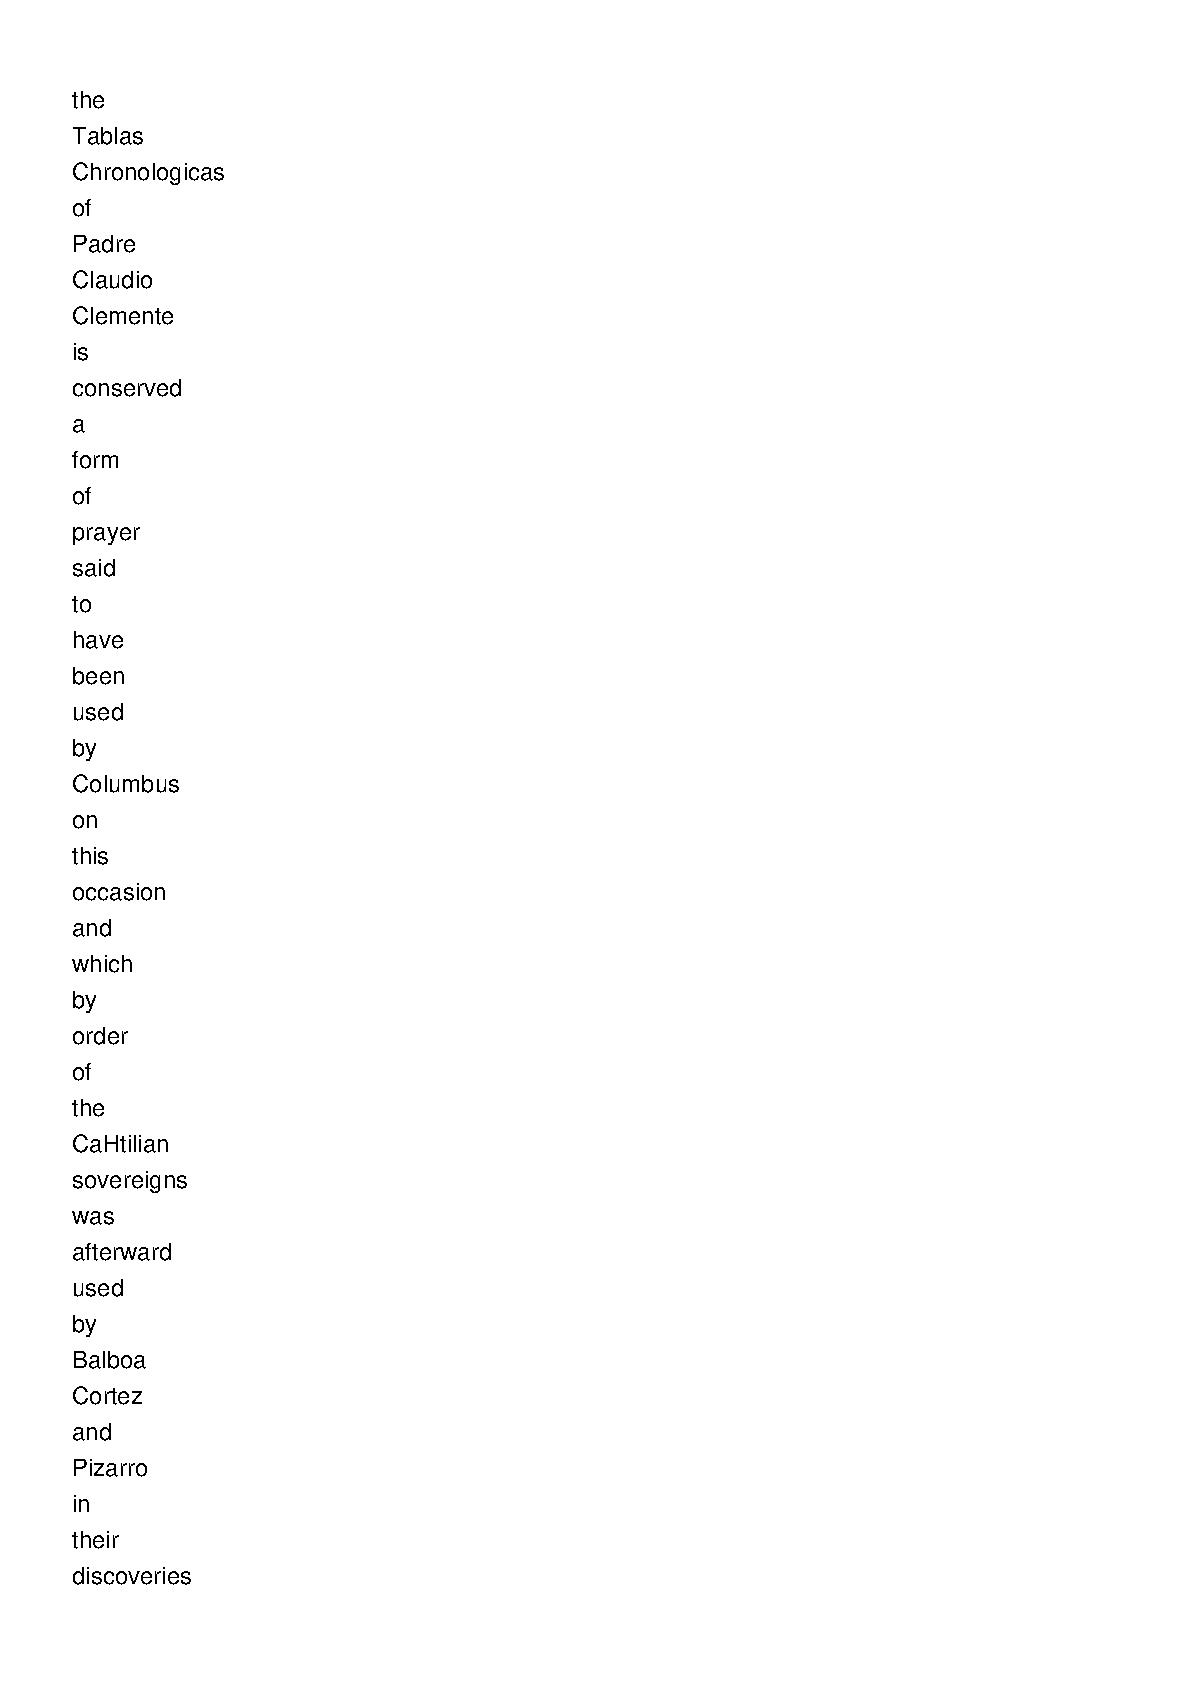 the
Tablas
Chronologicas
of
Padre
Claudio
Clemente
is
conserved
a
form
of
prayer
said
to
have
been
used
by
Columbus
on
this
occasion
and
which
by
order
of
the
CaHtilian
sovereigns
was
afterward
used
by
Balboa
Cortez
and
Pizarro
in
their
discoveries